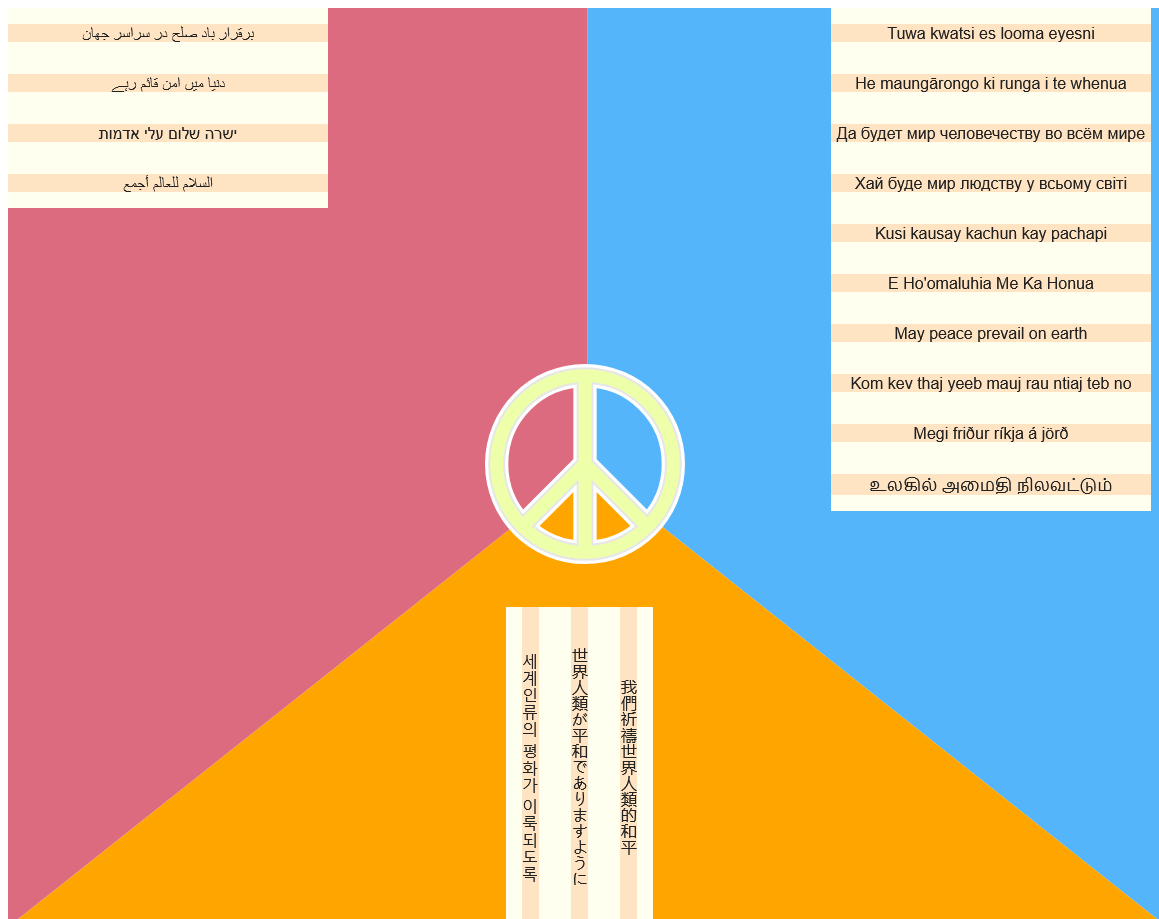 برقرار باد صلح در سراسر جهان
دنیا میں امن قائم رہے
ישרה שלום עלי אדמות
السلام للعالم أجمع
Tuwa kwatsi es looma eyesni
He maungārongo ki runga i te whenua
Да будет мир человечеству во всём мире
Хай буде мир людству у всьому світі
Kusi kausay kachun kay pachapi
E Ho'omaluhia Me Ka Honua
May peace prevail on earth
Kom kev thaj yeeb mauj rau ntiaj teb no
Megi friður ríkja á jörð
உலகில் அமைதி நிலவட்டும்
我們祈禱世界人類的和平
世界人類が平和でありますように
세계인류의 평화가 이룩되도록